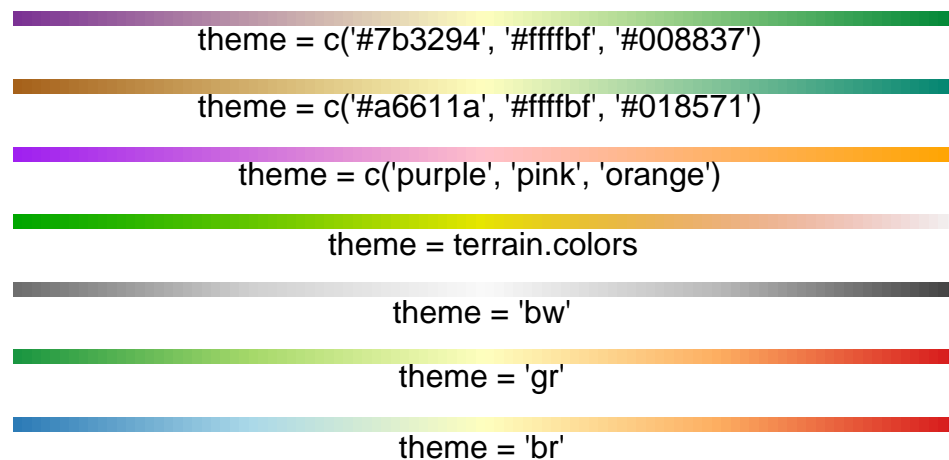 theme = c('#7b3294', '#ffffbf', '#008837')
theme = c('#a6611a', '#ffffbf', '#018571')
theme = c('purple', 'pink', 'orange')
theme = terrain.colors
theme = 'bw'
theme = 'gr'
theme = 'br'